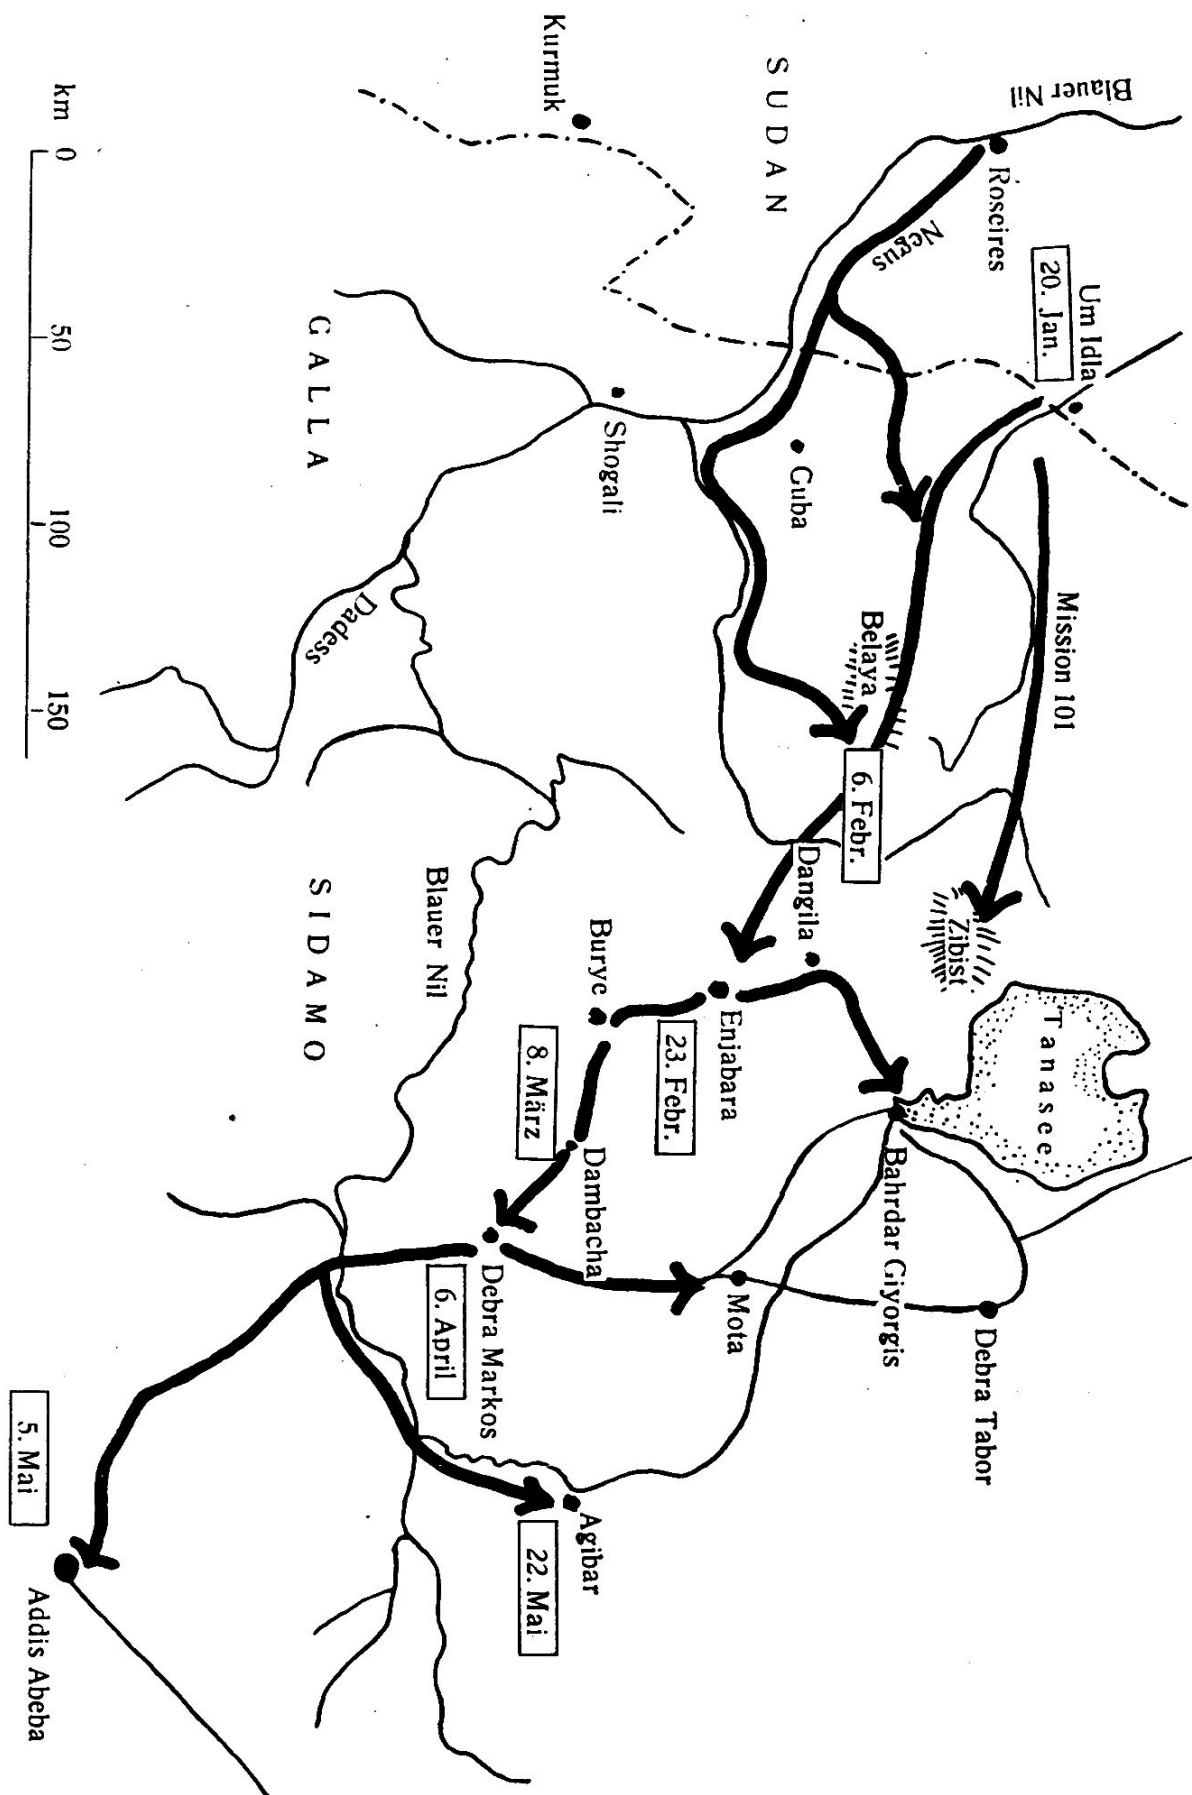 Blauer Nil
Roseires
Um Idla
20. Jan.
Negus
SUDAN
Kurmuk
Mission 101
Guba
Belaya
6. Febr.
Shogali
GALLA
Dadess
Zibist
Tanasee
Dangila
Enjabara
23. Febr.
Burye
8. März
Dambacha
Bahrdar Giyorgis
Debra Tabor
Mota
Debra Markos
6. April
Blauer Nil
SIDAMO
Agibar
22. Mai
5. Mai
Addis Abeba
km 0 50 100 150